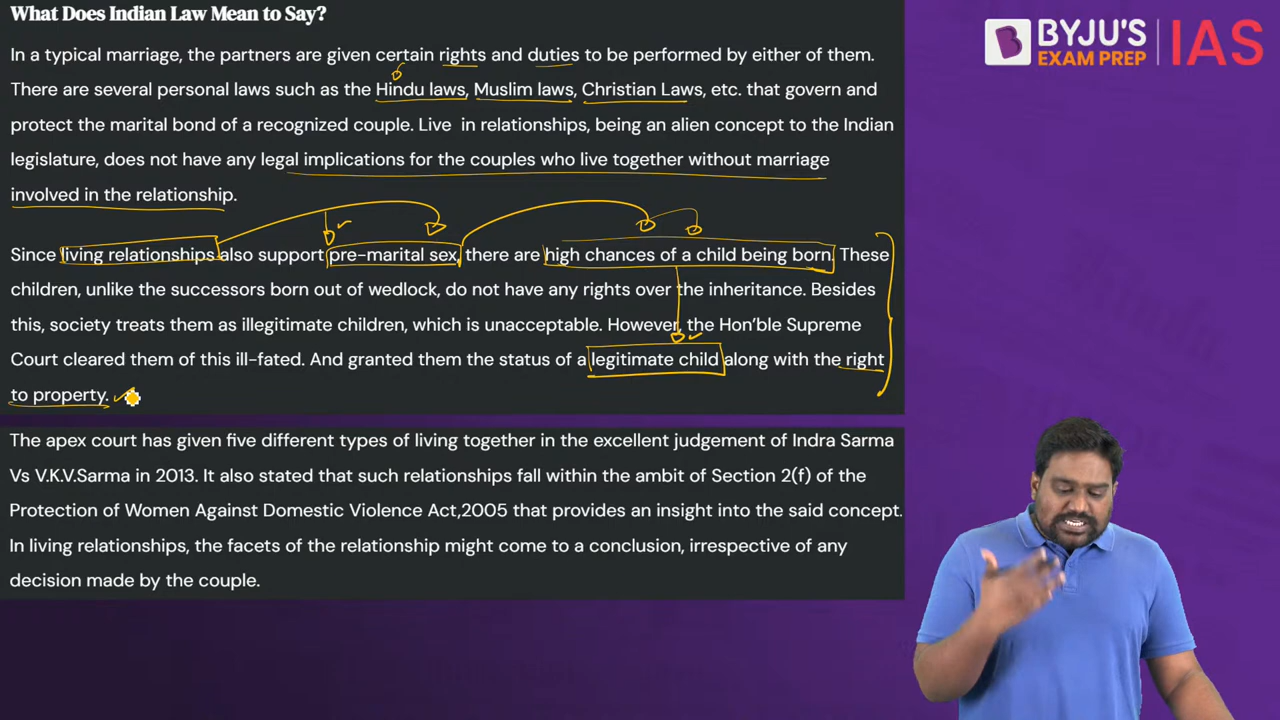 What Does Indian Law Mean to Say?
BYJU'S
EXAM PREP
IAS
In a typical marriage, the partners are given certain rights and duties to be performed by either of them.
There are several personal laws such as the Hindu laws, Muslim laws, Christian Laws, etc. that govern and
protect the marital bond of a recognized couple. Live in relationships, being an alien concept to the Indian
legislature, does not have any legal implications for the couples who live together without marriage
involved in the relationship.
Since living relationships also support pre-marital sex, there are high chances of a child being born. These
children, unlike the successors born out of wedlock, do not have any rights over the inheritance. Besides
this, society treats them as illegitimate children, which is unacceptable. However, the Hon'ble Supreme
Court cleared them of this ill-fated. And granted them the status of a legitimate child along with the right
to property.
The apex court has given five different types of living together in the excellent judgement of Indra Sarma
Vs V.K.V.Sarma in 2013. It also stated that such relationships fall within the ambit of Section 2(f) of the
Protection of Women Against Domestic Violence Act,2005 that provides an insight into the said concept.
In living relationships, the facets of the relationship might come to a conclusion, irrespective of any
decision made by the couple.